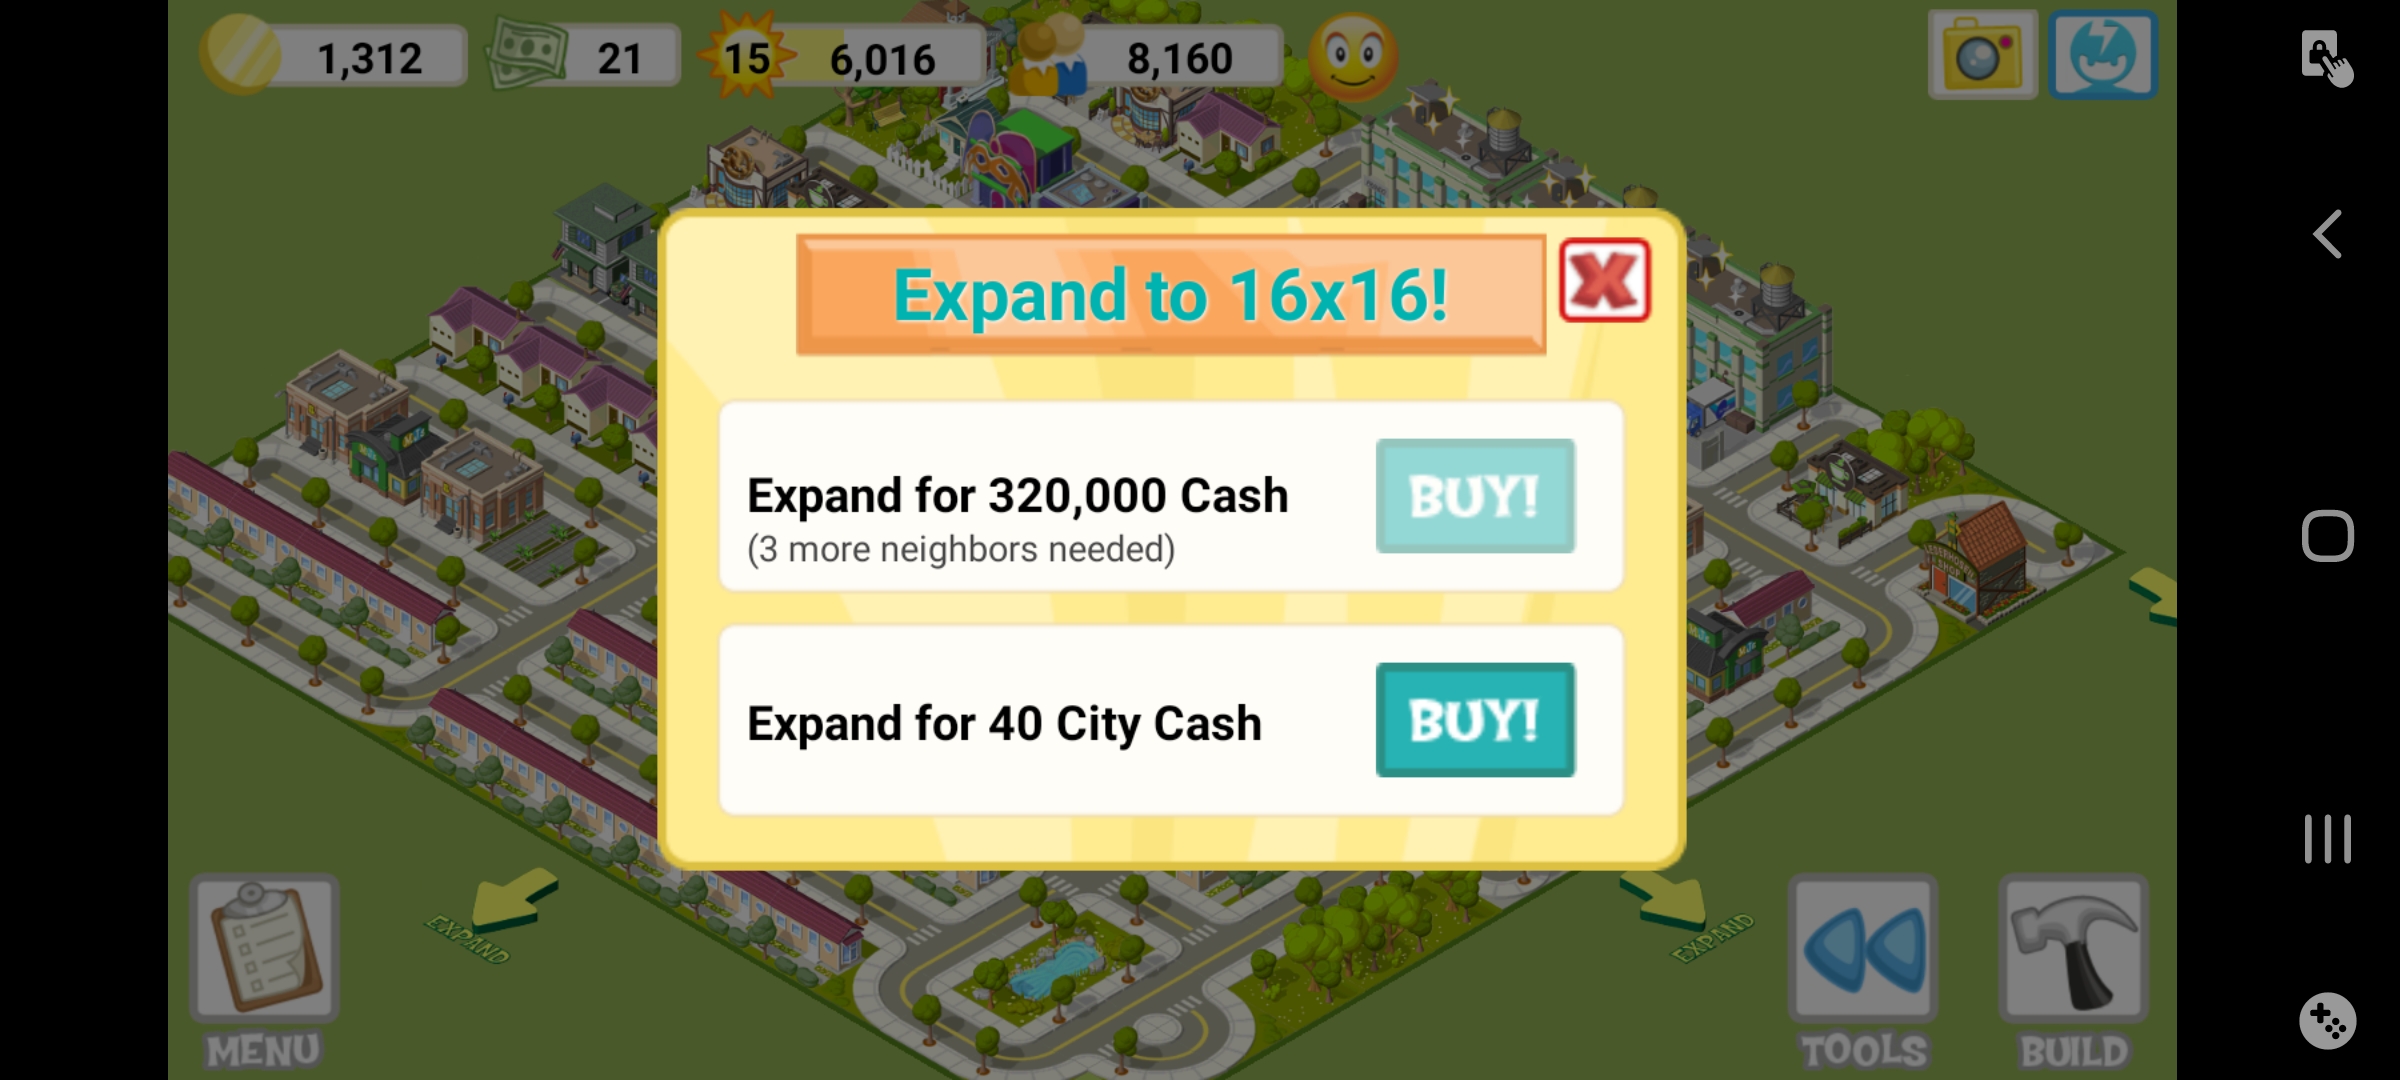 1,312
21
15
6,016
8,160
Expand to 16x16!
Expand for 320,000 Cash
BUY!
(3 more neighbors needed)
Expand for 40 City Cash
BUY!
EXPAND
EXPAND
MENU
TOOLS
BUILD